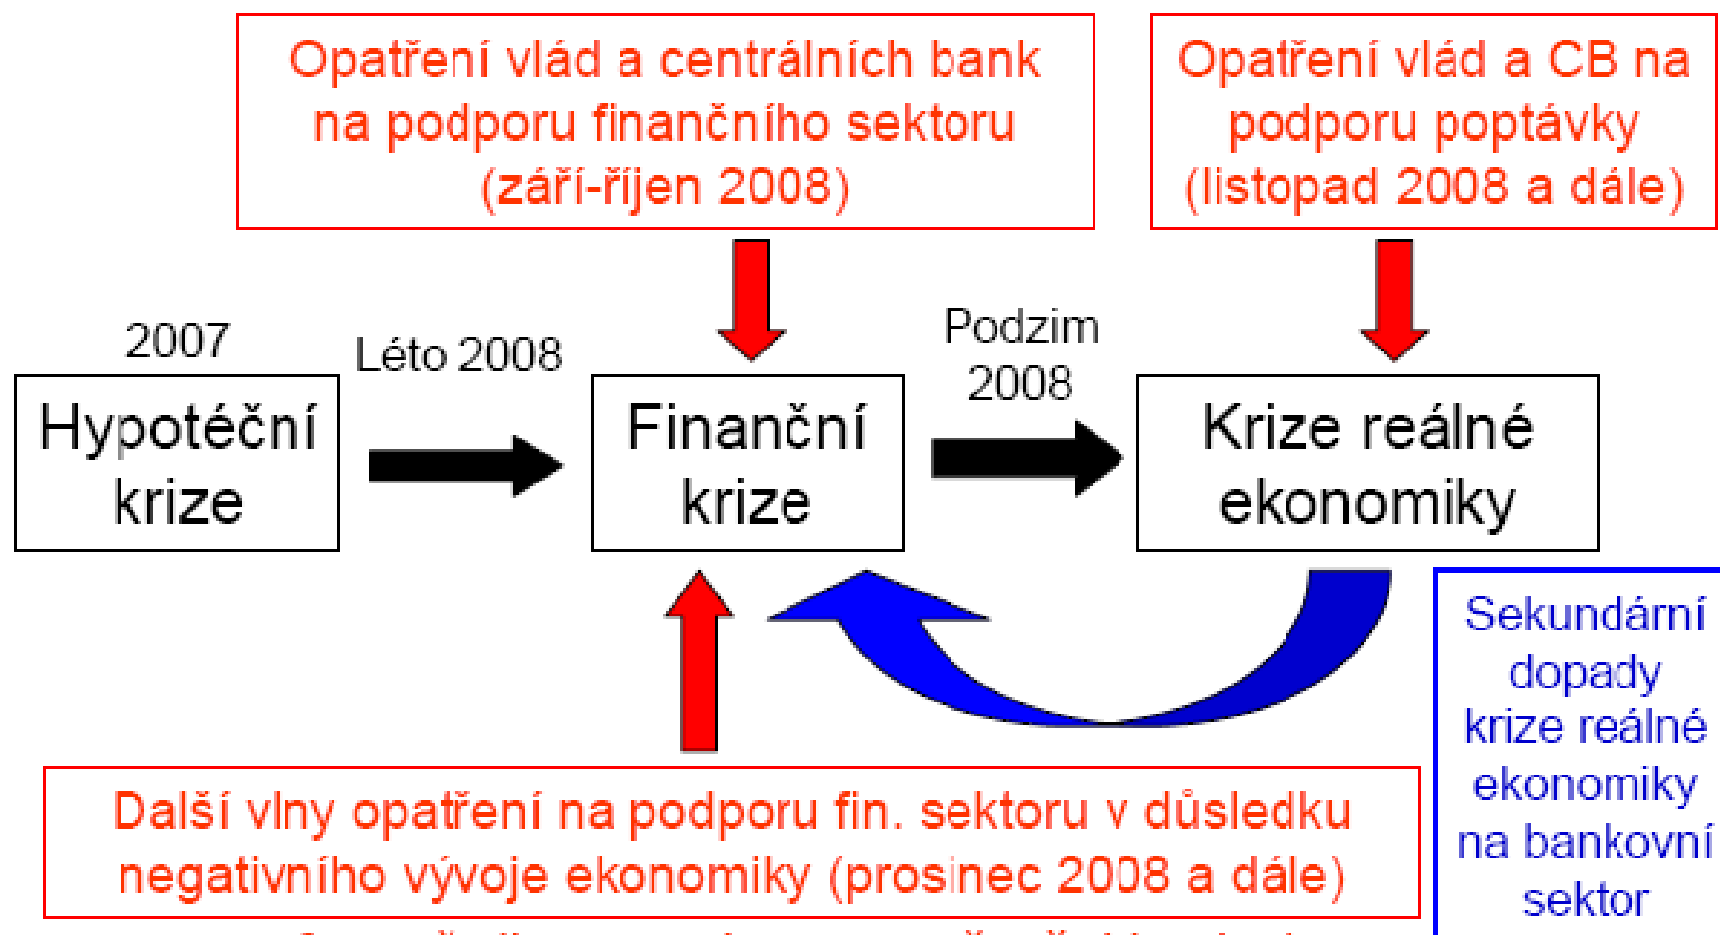 Opatření vlád a centrálních bank
na podporu finančního sektoru
(září-říjen 2008)
Opatření vlád a CB na
podporu poptávky
(listopad 2008 a dále)
2007
Léto 2008
Podzim
2008
Hypotéční
krize
Finanční
krize
Krize reálné
ekonomiky
Sekundární
dopady
krize reálné
ekonomiky
na bankovní
sektor
Další vlny opatření na podporu fin. sektoru v důsledku
negativního vývoje ekonomiky (prosinec 2008 a dále)